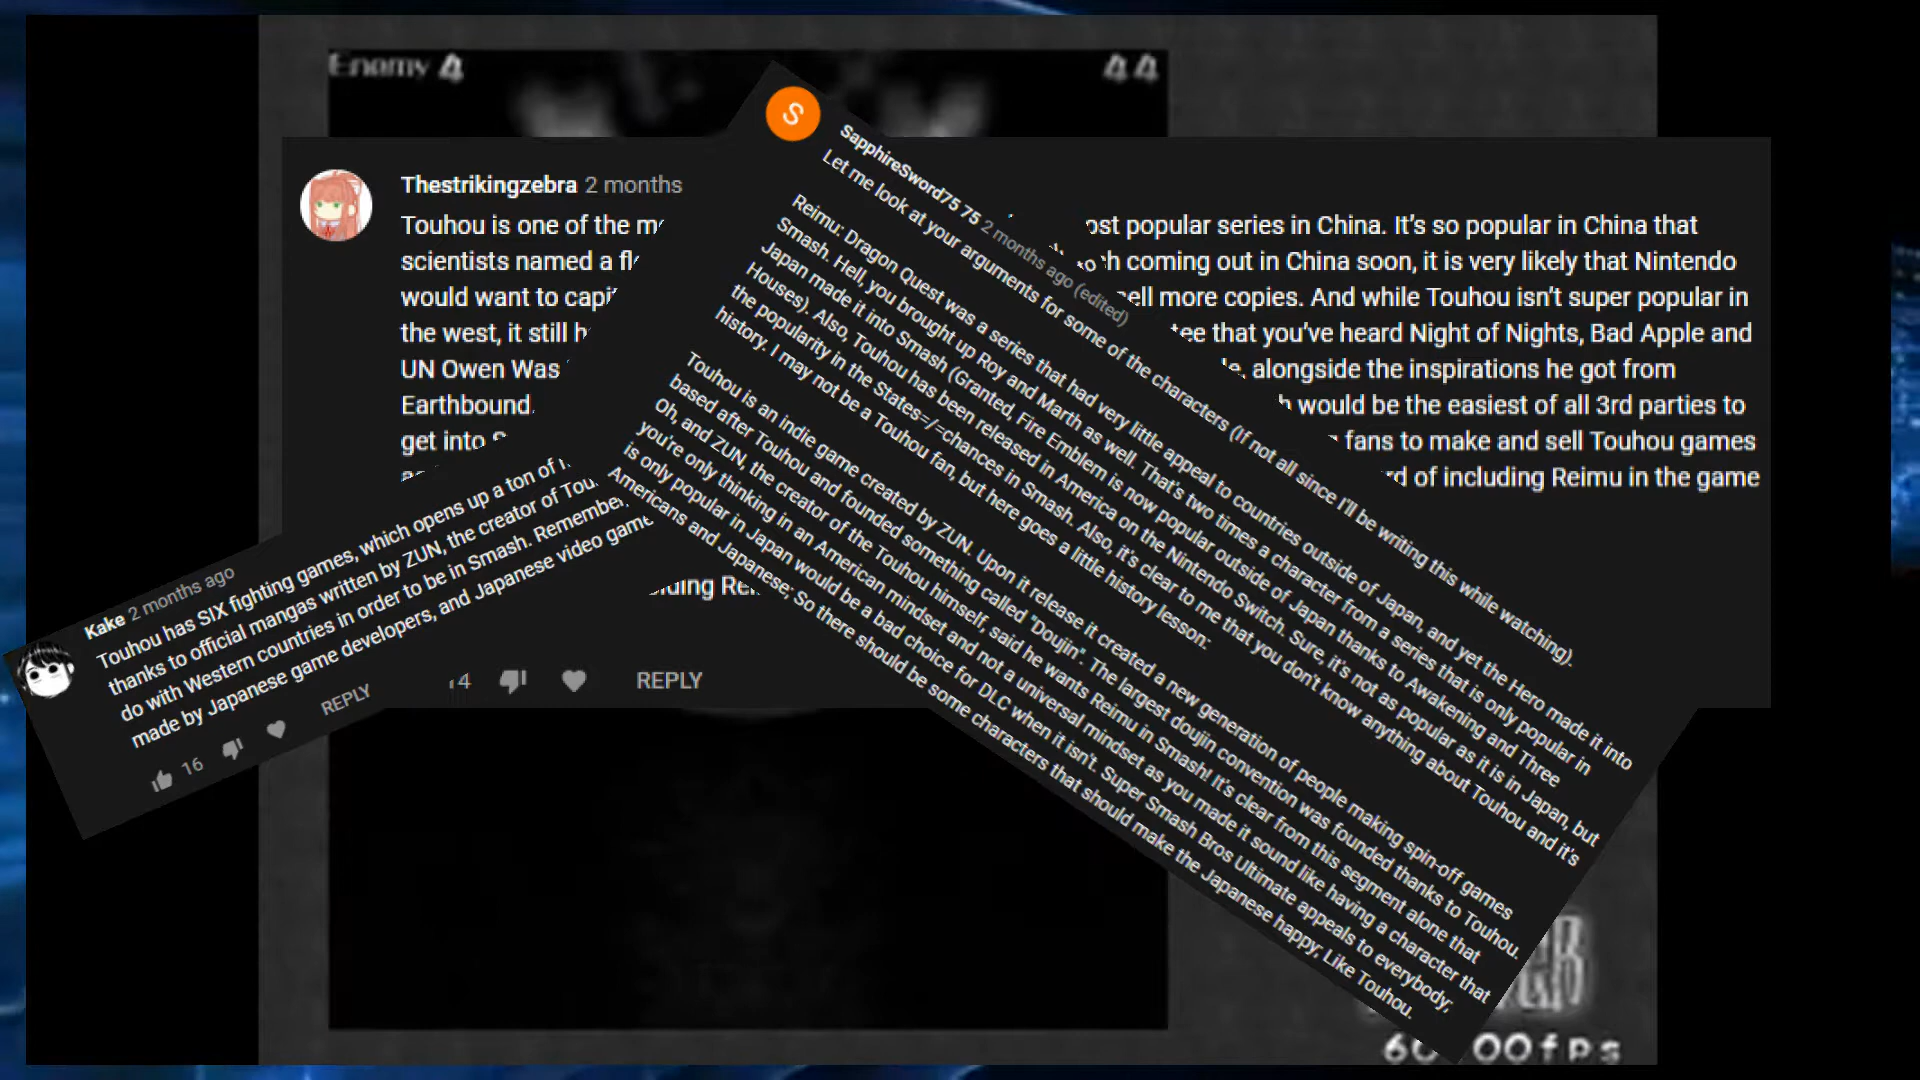 Enemy 4
44
Thestrikingzebra 2 months
Touhou is one of the
scientists named a
would want to
the west, it still
UN Owen Was
Earthbound.
get into
ost popular series in China. It's so popular in China that
coming out in China soon, it is very likely that Nintendo
sell more copies. And while Touhou isn't super popular in
that you've heard Night of Nights, Bad Apple and
alongside the inspirations he got from
would be the easiest of all 3rd parties to
fans to make and sell Touhou games
of including Reimu in the game
4 REPLY
SapphireSword75 75 2 months ago (edited)
Let me look at your arguments for some of the characters (If not all since I'll be writing this while watching).
Reimu: Dragon Quest was a series that had very little appeal to countries outside of Japan, and yet the Hero made it into
Smash. Hell, you brought up Roy and Marth as well. That's two times a character from a series that is only popular in
Japan made it into Smash (Granted, Fire Emblem is now popular outside of Japan thanks to Awakening and Three
Houses). Also, Touhou has been released in America on the Nintendo Switch. Sure, it's not as popular as it is in Japan, but
the popularity in the States=/=chances in Smash. Also, it's clear to me that you don't know anything about Touhou and it's
history. I may not be a Touhou fan, but here goes a little history lesson:
Touhou is an indie game created by ZUN. Upon it release it created a new generation of people making spin-off games
based after Touhou and founded something called "Doujin". The largest doujin convention was founded thanks to Touhou.
Oh, and ZUN, the creator of the Touhou himself, said he wants Reimu in Smash! It's clear from this segment alone that
you're only thinking in an American mindset and not a universal mindset as you made it sound like having a character that
is only popular in Japan would be a bad choice for DLC when it isn't. Super Smash Bros Ultimate appeals to everybody;
Americans and Japanese; So there should be some characters that should make the Japanese happy; Like Touhou.
Kake 2 months ago
Touhou has SIX fighting games, which opens up a ton of
thanks to official mangas written by ZUN, the creator of
do with Western countries in order to be in Smash. Remember,
made by Japanese game developers, and Japanese video game
16 REPLY